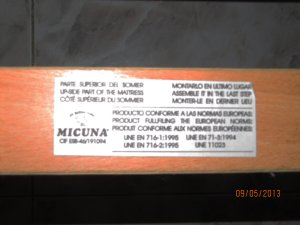 PARTE SUPERIOR DEL SOMIER
UP-SIDE PART OF THE MATTRESS
CÔTÉ SUPÉRIEUR DU SOMMIER
MONTARLO EN ULTIMO LUGAR
ASSEMBLE IT IN THE LAST STEP
MONTER-LE EN DERNIER LIEU
MICUNA
CIF ESB-46/191094
PRODUCTO CONFORME A LAS NORMAS EUROPEAS:
PRODUCT FULLFILING THE EUROPEAN NORMS:
PRODUIT CONFORME AUX NORMES EUROPÉENNES:
UNE EN 716-1:1995 UNE EN 71-3:1994
UNE EN 716-2:1995 UNE 11023
09/05/2013